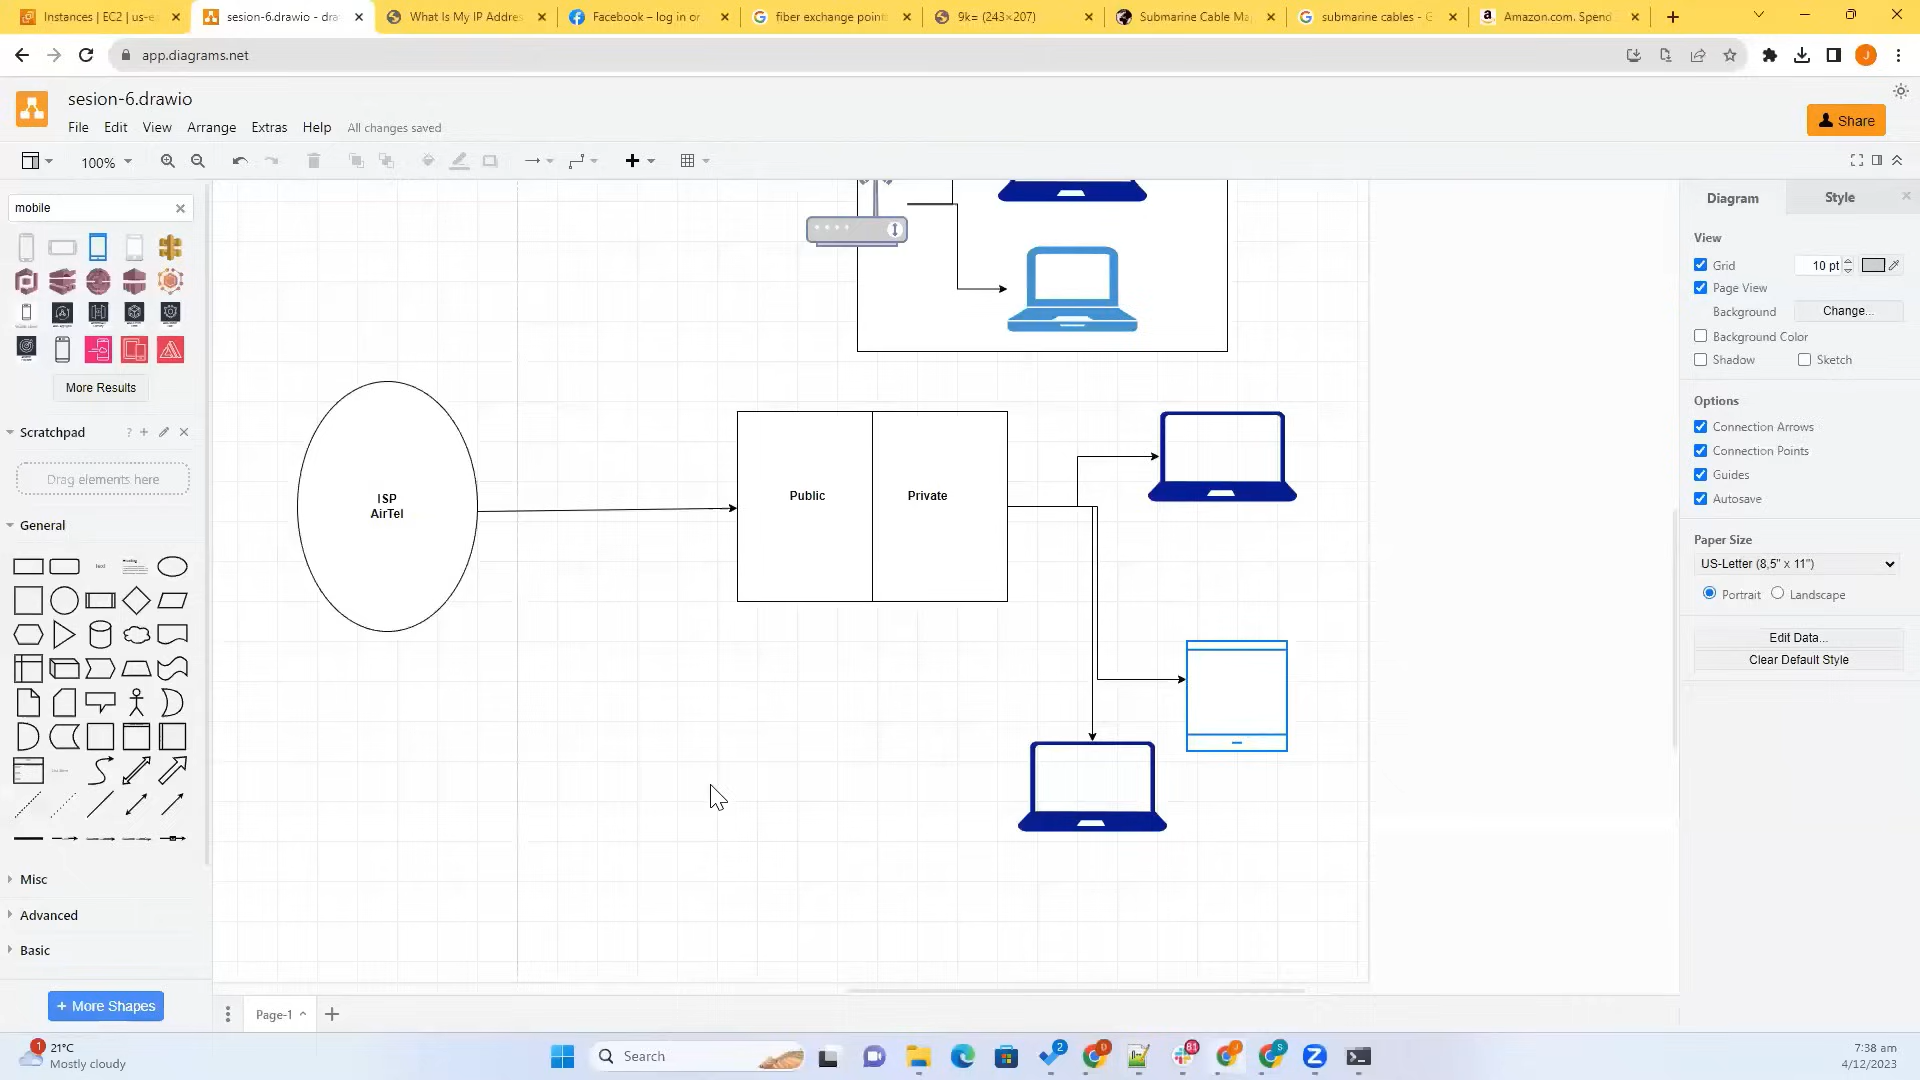 Instances | EC2 | us-e
sesion-6.drawio - dra
What Is My IP Addre
Facebook – log in or
fiber exchange point
9k= (243×207)
Submarine Cable Ma
submarine cables - G
Amazon.com. Spend
app.diagrams.net
J
sesion-6.drawio
File Edit View Arrange Extras Help All changes saved
Share
100%
mobile
More Results
Scratchpad
?
Drag elements here
General
Text
Misc
Advanced
Basic
+ More Shapes
ISP
AirTel
Public
Private
Page-1
Diagram
Style
View
Grid
10 pt
Page View
Background
Change...
Background Color
Shadow
Sketch
Options
Connection Arrows
Connection Points
Guides
Autosave
Paper Size
US-Letter (8,5" x 11")
Portrait
Landscape
Edit Data...
Clear Default Style
1
21°C
Mostly cloudy
Search
2
D
81
J
S
7:38 am
4/12/2023